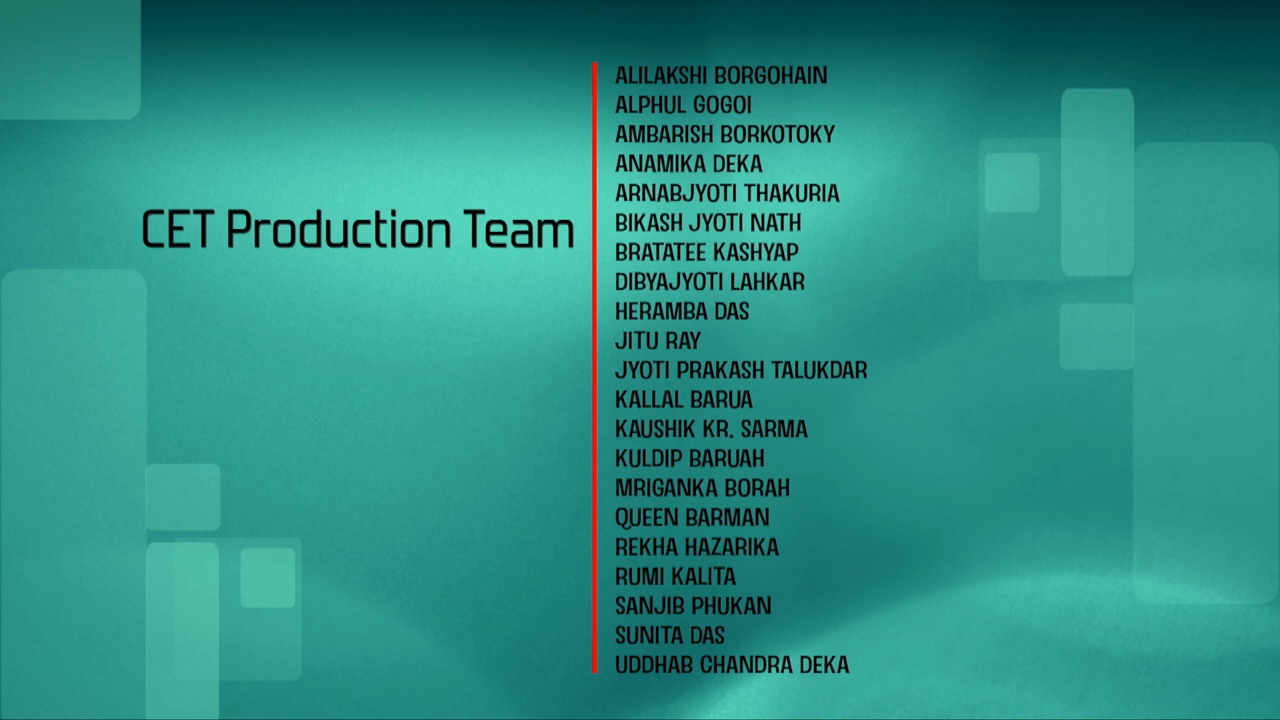 CET Production Team
ALILAKSHI BORGOHAIN
ALPHUL GOGOI
AMBARISH BORKOTOKY
ANAMIKA DEKA
ARNABJYOTI THAKURIA
BIKASH JYOTI NATH
BRATATEE KASHYAP
DIBYAJYOTI LAHKAR
HERAMBA DAS
JITU RAY
JYOTI PRAKASH TALUKDAR
KALLAL BARUA
KAUSHIK KR. SARMA
KULDIP BARUAH
MRIGANKA BORAH
QUEEN BARMAN
REKHA HAZARIKA
RUMI KALITA
SANJIB PHUKAN
SUNITA DAS
UDDHAB CHANDRA DEKA